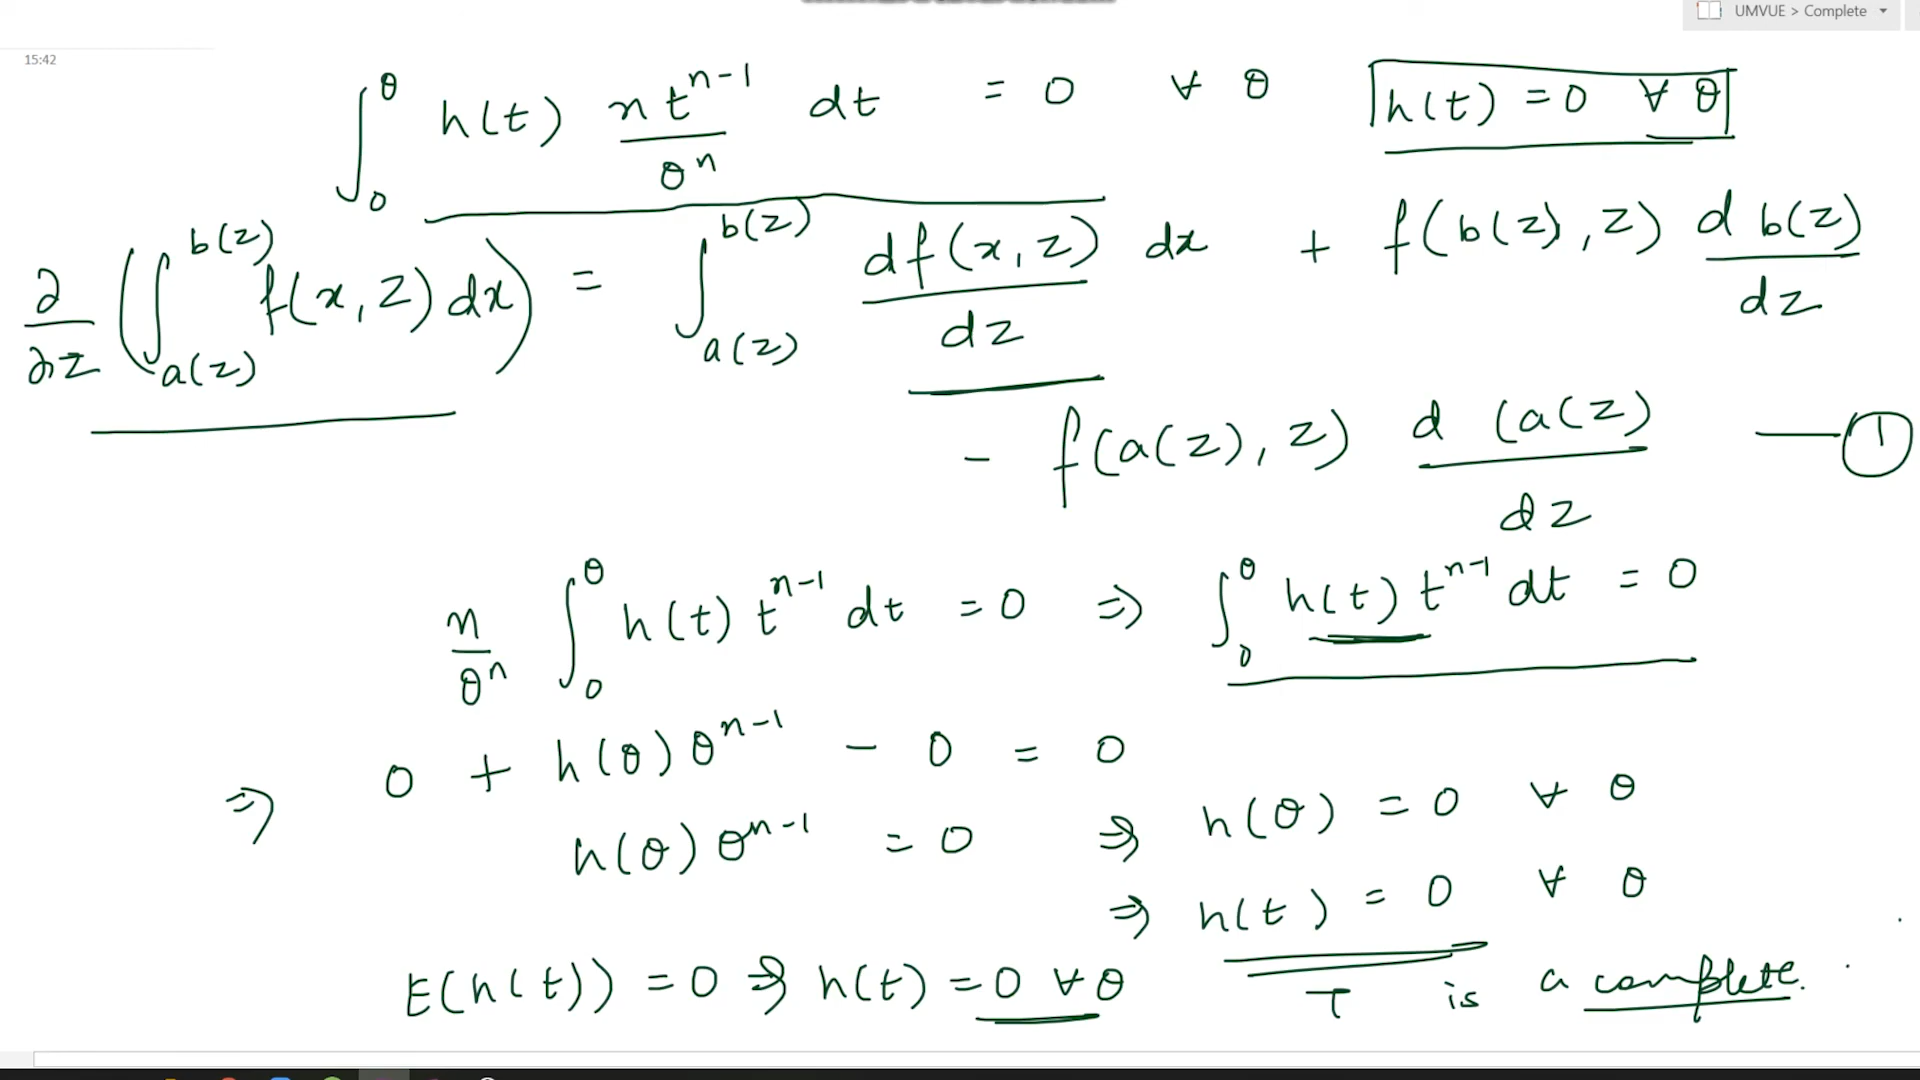 UMVUE > Complete
15:42
∫₀^θ h(t) n t^(n-1)/θ^n dt = 0 ∀ θ    h(t) = 0 ∀ θ
∂/∂z (∫_{a(z)}^{b(z)} f(x,z) dx) = ∫_{a(z)}^{b(z)} df(x,z)/dz dx + f(b(z),z) d b(z)/dz
- f(a(z),z) d (a(z)/dz —①
n/θ^n ∫₀^θ h(t) t^(n-1) dt = 0 ⇒ ∫₀^θ h(t) t^(n-1) dt = 0
⇒ 0 + h(θ) θ^(n-1) - 0 = 0
h(θ) θ^(n-1) = 0 ⇒ h(θ) = 0 ∀ θ
⇒ h(t) = 0 ∀ θ
E(h(t)) = 0 ⇒ h(t) = 0 ∀ θ    T is a complete.